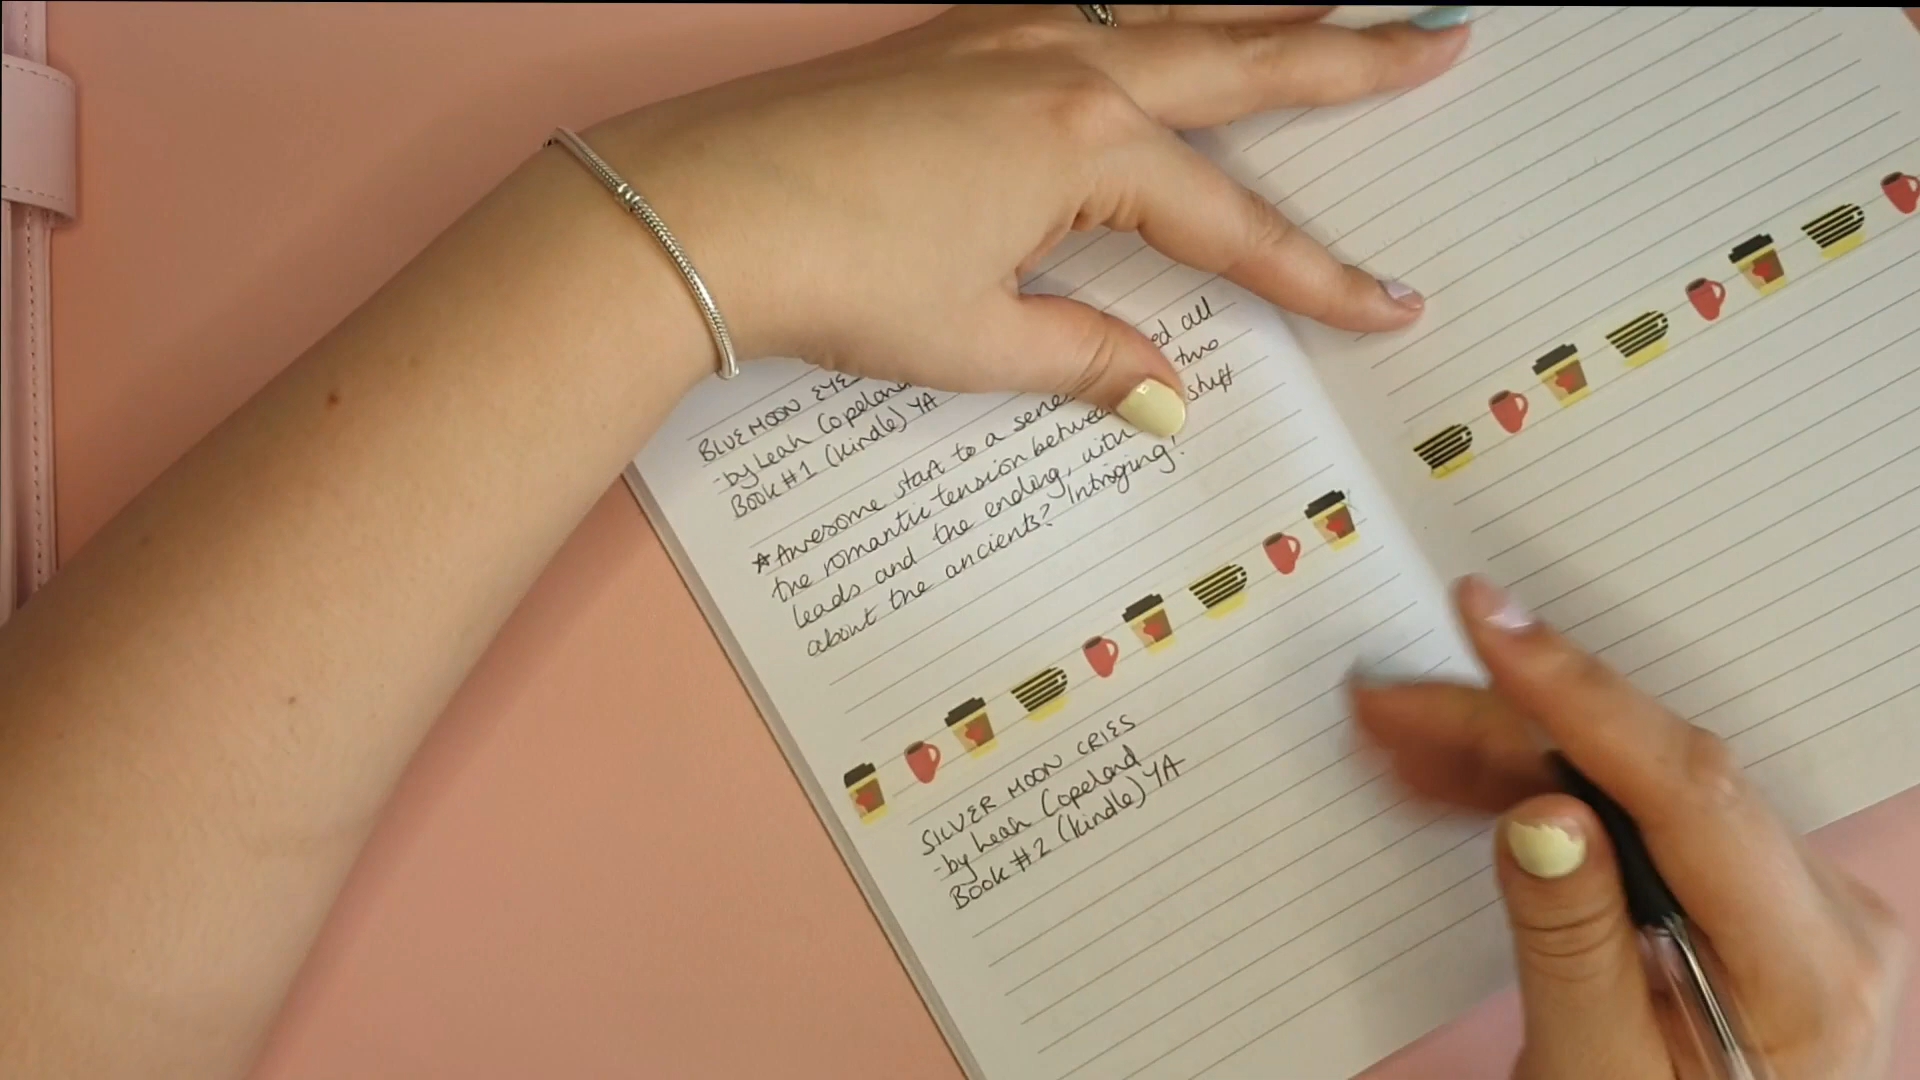 BLUE MOON EYE
-by Leah Copeland
Book #1 (Kindle) YA
☆ Awesome start to a serie ed all
the romantic tension between two
leads and the ending, with shift
about the ancients? Intriging!
SILVER MOON CRIES
-by Leah Copeland
Book #2 (Kindle) YA